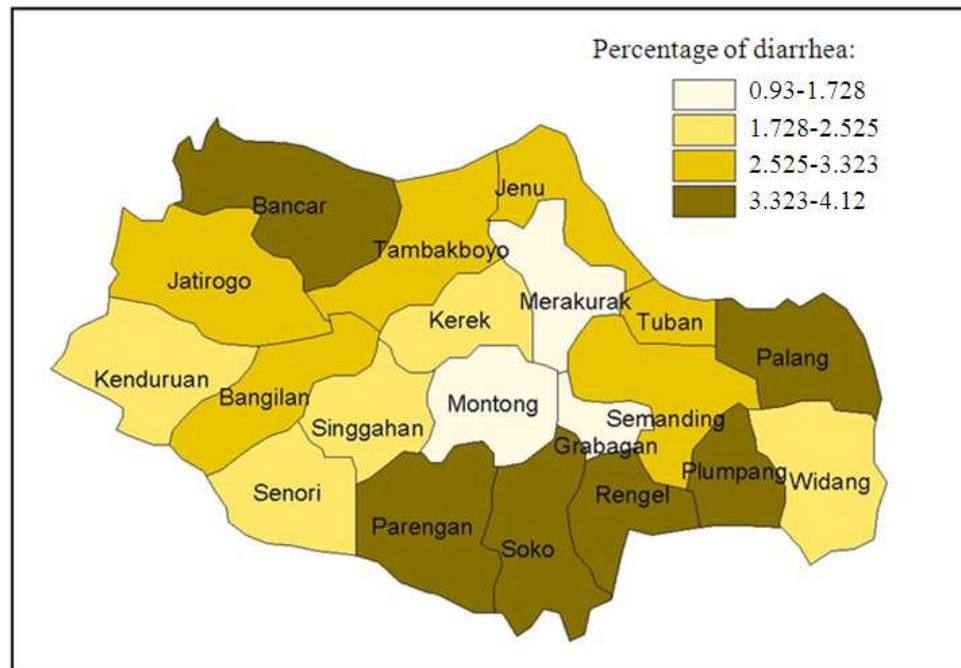 Percentage of diarrhea:
0.93-1.728
1.728-2.525
2.525-3.323
3.323-4.12
Jenu
Bancar
Tambakboyo
Jatirogo
Merakurak
Kerek
Tuban
Palang
Kenduruan
Bangilan
Montong
Singgahan
Semanding
Grabagan
Plumpang
Widang
Senori
Rengel
Parengan
Soko